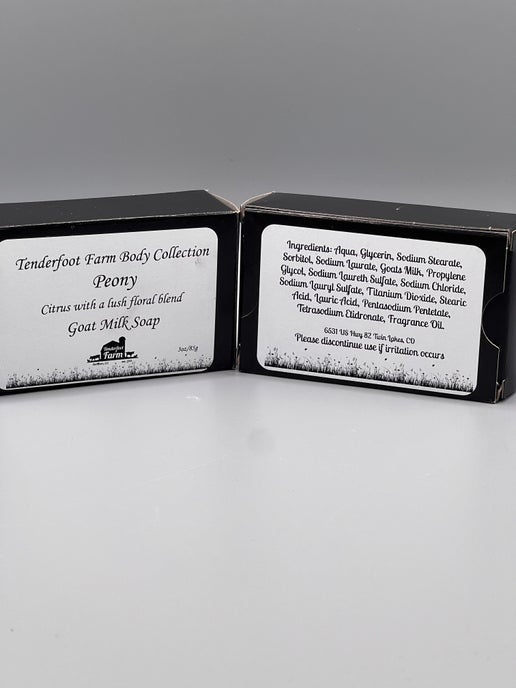 Tenderfoot Farm Body Collection
Peony
Citrus with a lush floral blend
Goat Milk Soap
Tenderfoot
Farm
3oz/85g
Ingredients: Aqua, Glycerin, Sodium Stearate,
Sorbitol, Sodium Laurate, Goats Milk, Propylene
Glycol, Sodium Laureth Sulfate, Sodium Chloride,
Sodium Lauryl Sulfate, Titanium Dioxide, Stearic
Acid, Lauric Acid, Pentasodium Pentetate,
Tetrasodium Etidronate, Fragrance Oil.
6531 US Hwy 82 Twin Lakes, CO
Please discontinue use if irritation occurs